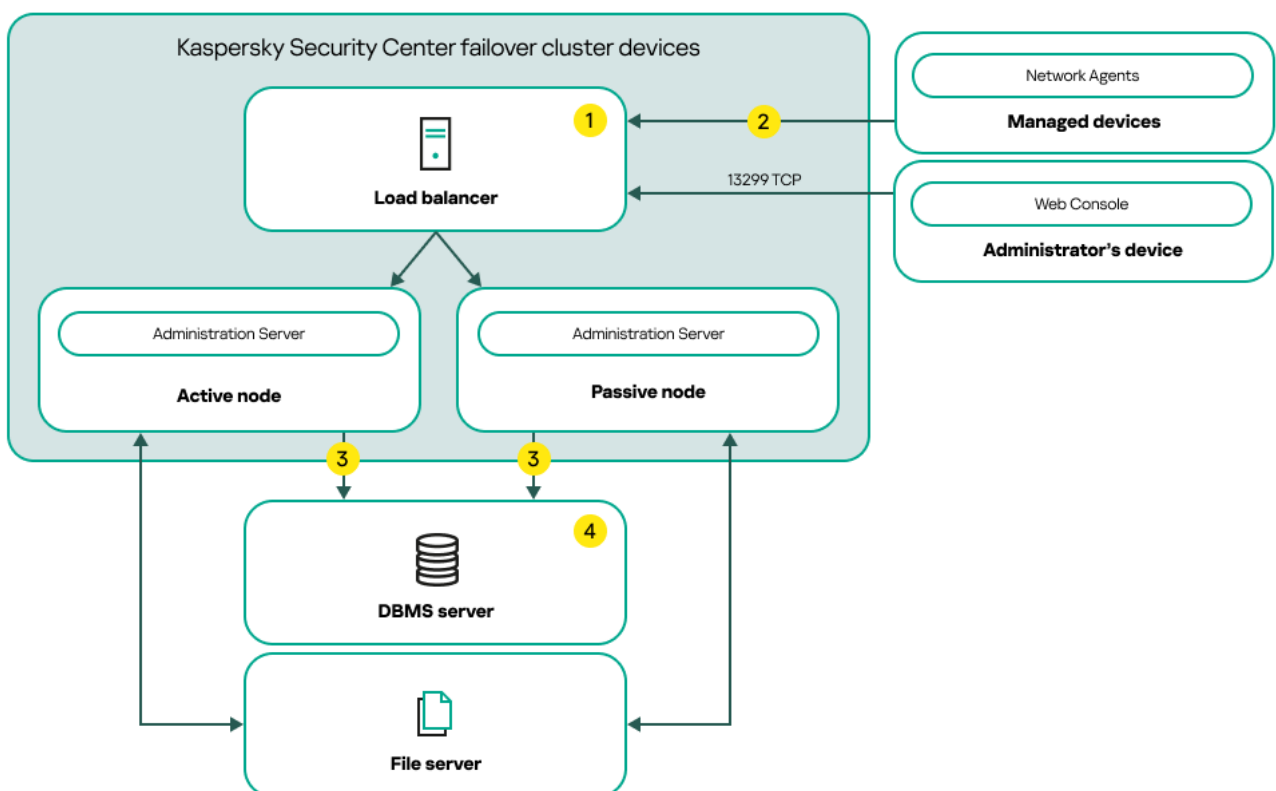 Kaspersky Security Center failover cluster devices
1
Load balancer
2
Network Agents
Managed devices
13299 TCP
Web Console
Administrator's device
Administration Server
Active node
Administration Server
Passive node
3
3
4
DBMS server
File server